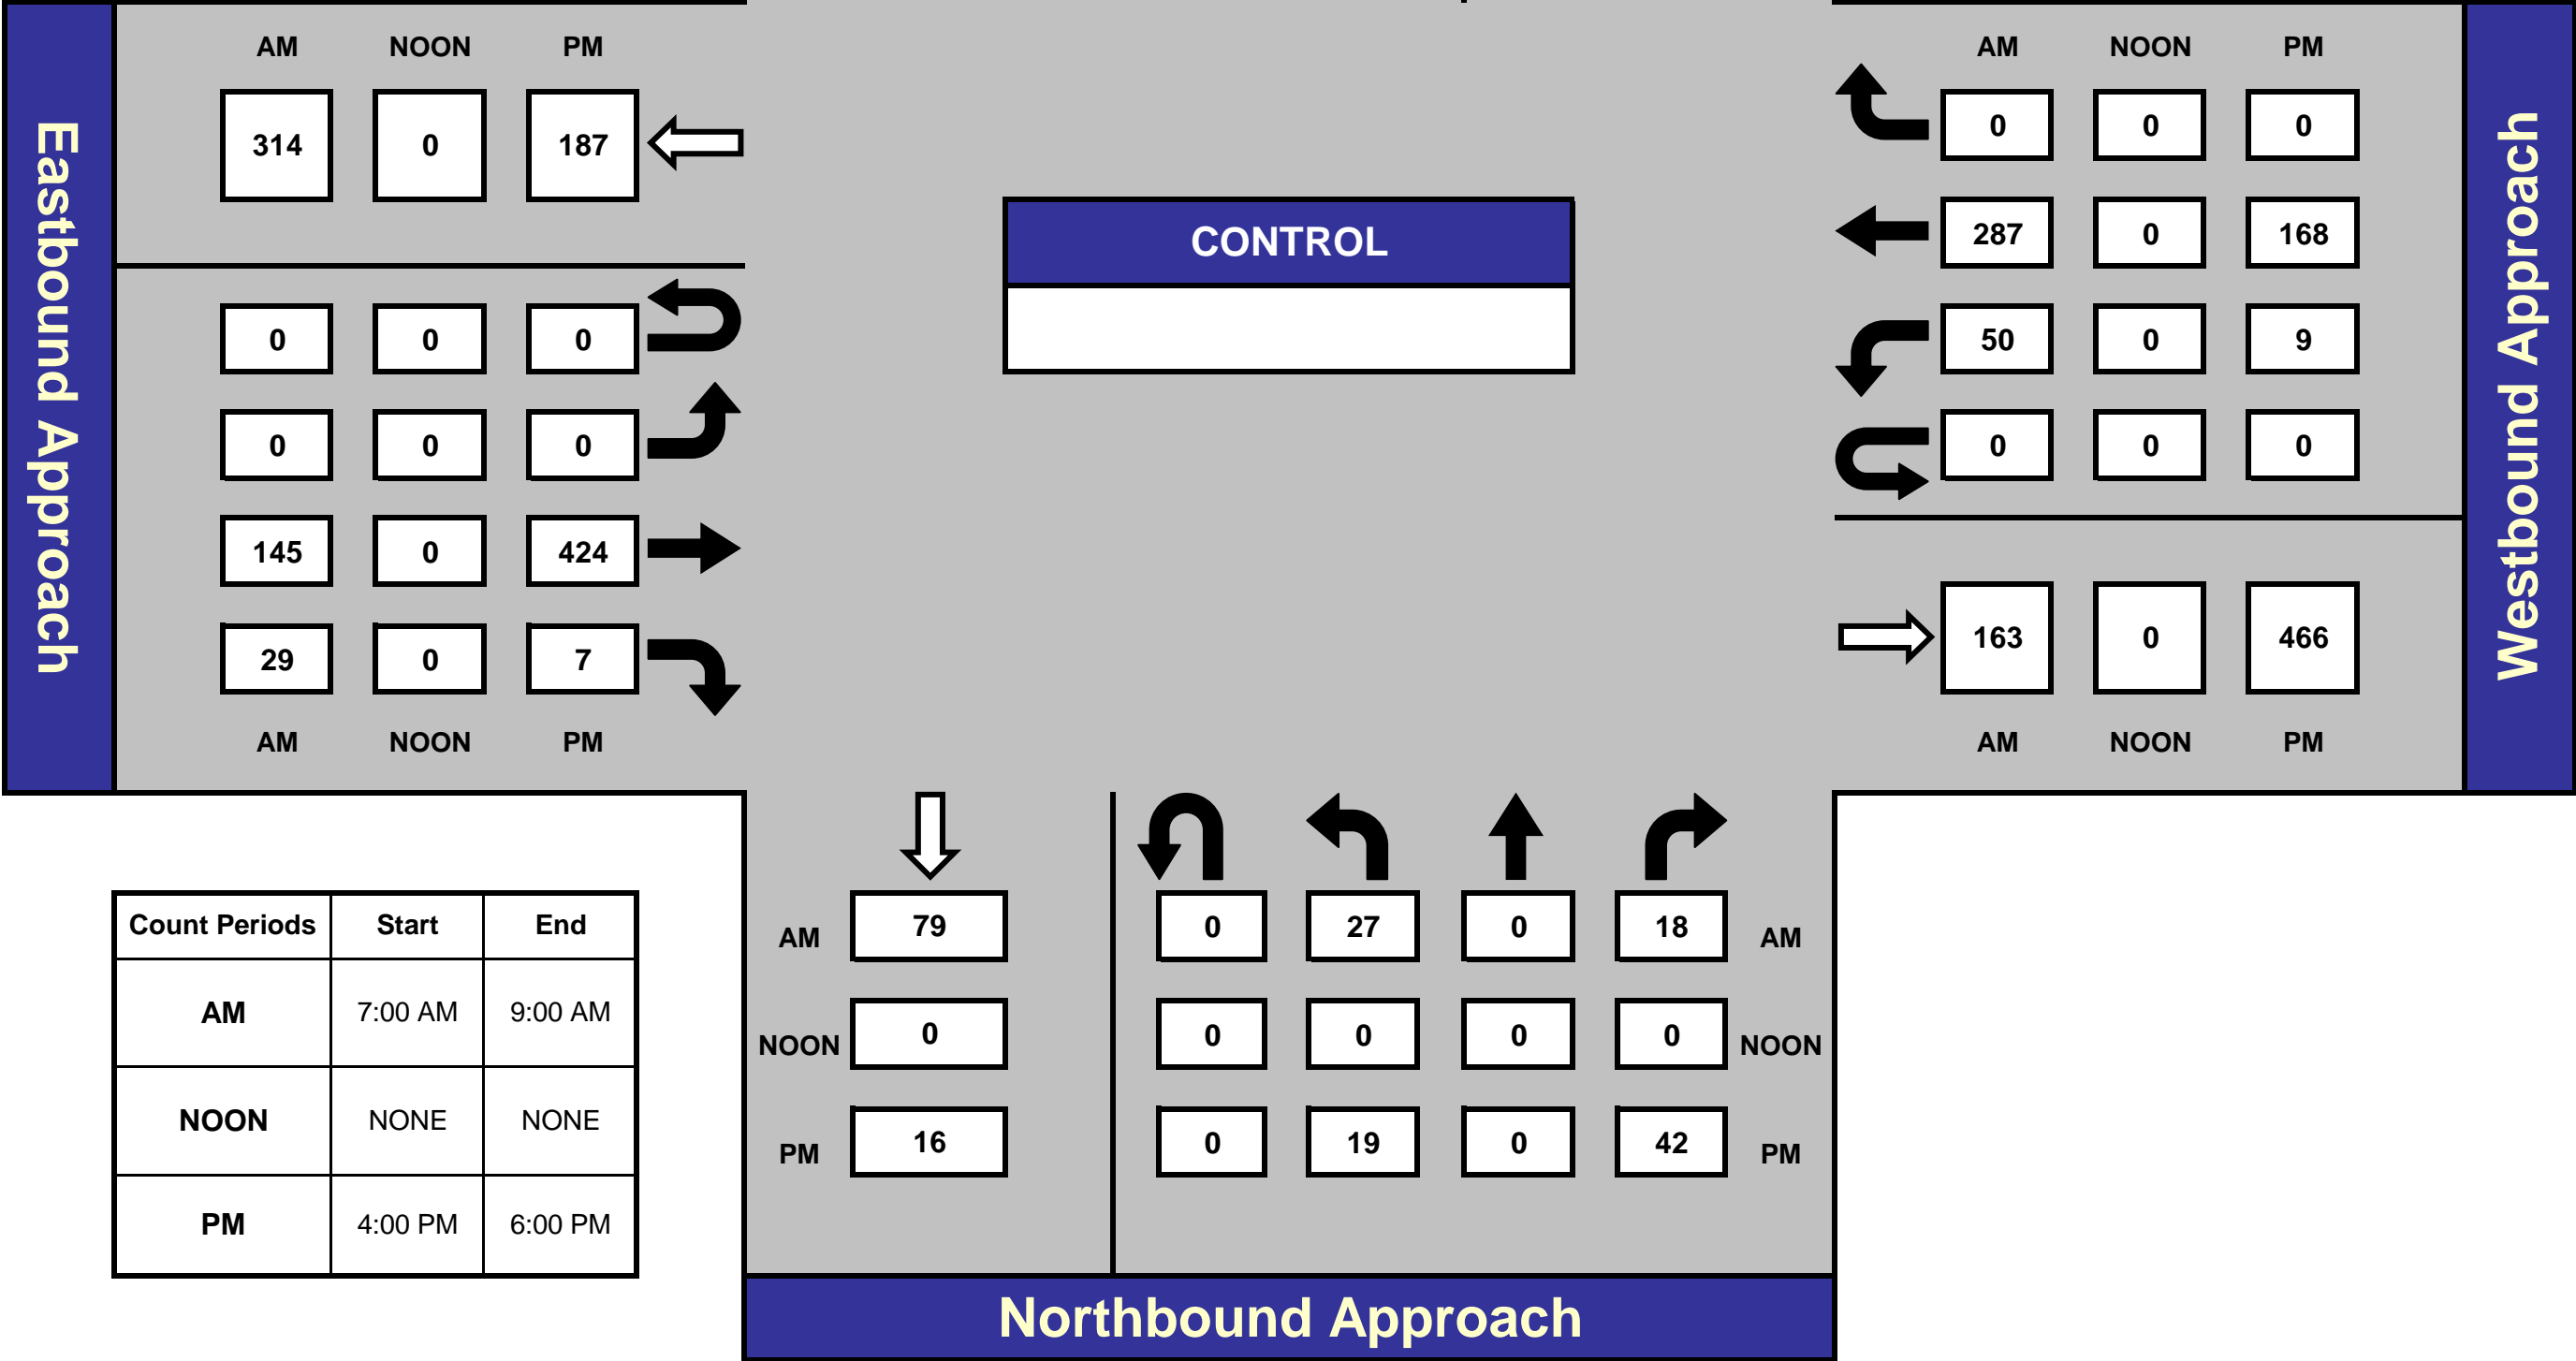 Eastbound Approach
AM NOON PM
314 0 187
0 0 0
0 0 0
145 0 424
29 0 7
AM NOON PM
CONTROL
AM NOON PM
0 0 0
287 0 168
50 0 9
0 0 0
163 0 466
AM NOON PM
Westbound Approach
Count Periods Start End
AM 7:00 AM 9:00 AM
NOON NONE NONE
PM 4:00 PM 6:00 PM
AM 79 0 27 0 18 AM
NOON 0 0 0 0 0 NOON
PM 16 0 19 0 42 PM
Northbound Approach